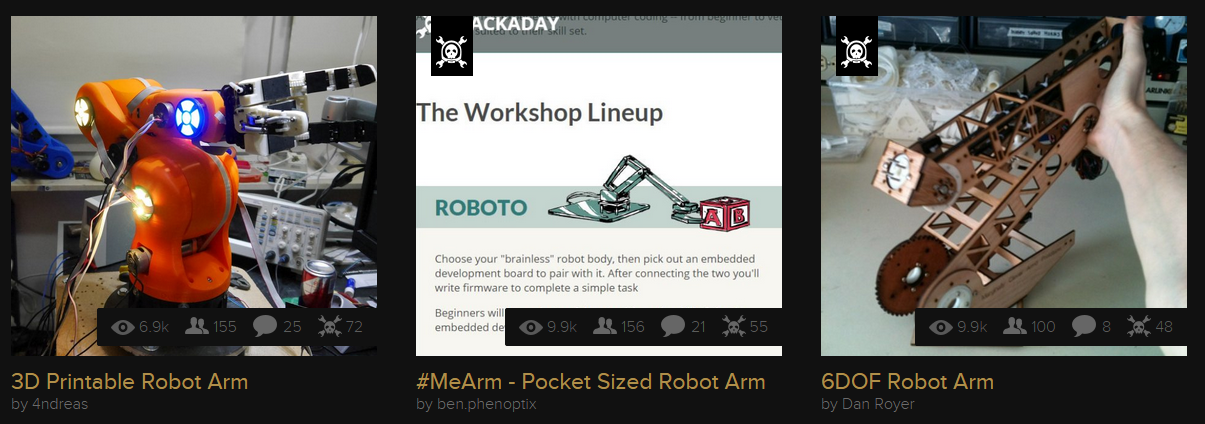 ACKADAY
with computer coding – from beginner to
suited to their skill set.
The Workshop Lineup
ROBOTO
A B
Choose your "brainless" robot body, then pick out an embedded
development board to pair with it. After connecting the two you'll
write firmware to complete a simple task
Beginners will
embedded de
6.9k 155 25 72
9.9k 156 21 55
9.9k 100 8 48
3D Printable Robot Arm
by 4ndreas
#MeArm - Pocket Sized Robot Arm
by ben.phenoptix
6DOF Robot Arm
by Dan Royer